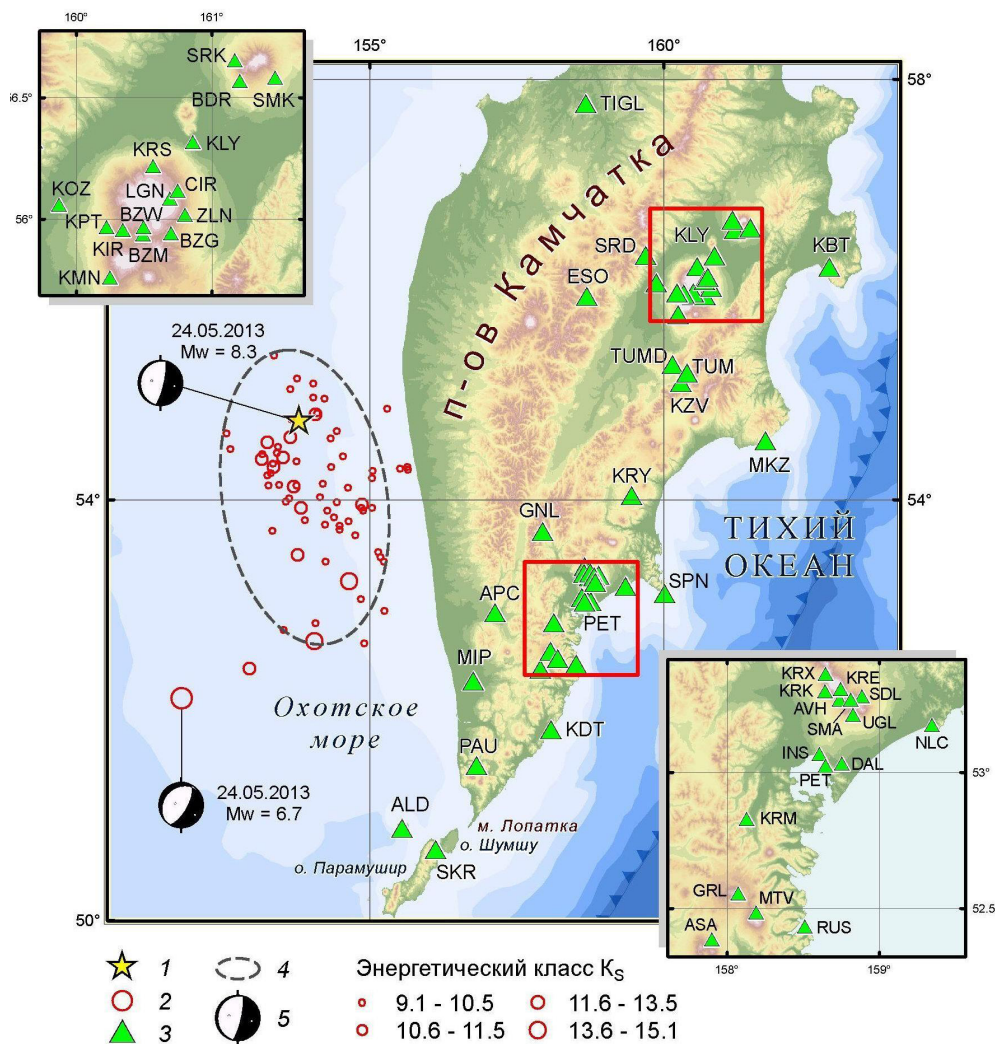 160°
161°
SRK
BDR
SMK
56.5°
KLY
KRS
LGN
CIR
KOZ
KPT
BZW
ZLN
56°
KIR
BZM
BZG
KMN
155°
160°
58°
TIGL
п-ов Камчатка
SRD
KLY
KBT
ESO
TUMD
TUM
KZV
MKZ
24.05.2013
Mw = 8.3
KRY
54°
54°
GNL
ТИХИЙ
ОКЕАН
SPN
APC
PET
MIP
Охотское
море
KDT
PAU
24.05.2013
Mw = 6.7
ALD
м. Лопатка
о. Шумшу
о. Парамушир
SKR
50°
KRX
KRE
KRK
SDL
AVH
SMA
UGL
NLC
INS
DAL
PET
53°
KRM
GRL
MTV
52.5°
ASA
RUS
158°
159°
1
2
3
4
5
Энергетический класс Ks
9.1 - 10.5
10.6 - 11.5
11.6 - 13.5
13.6 - 15.1